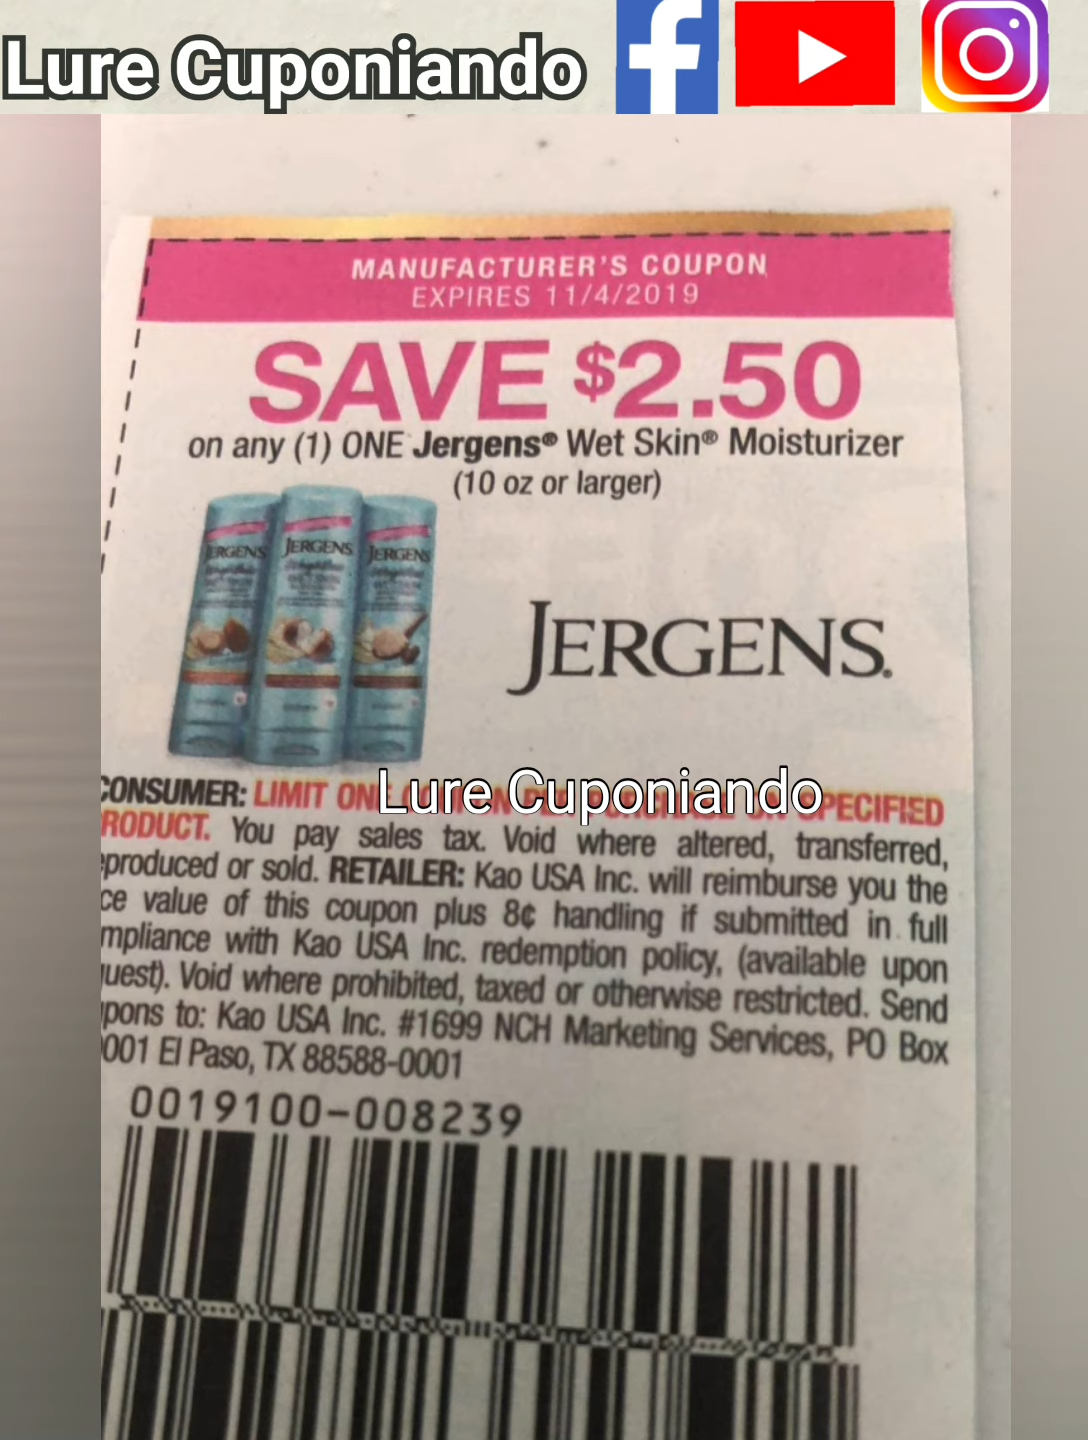 Lure Cuponiando
MANUFACTURER'S COUPON
EXPIRES 11/4/2019
SAVE $2.50
on any (1) ONE Jergens® Wet Skin® Moisturizer
(10 oz or larger)
JERGENS JERGENS JERGENS
JERGENS.
CONSUMER: LIMIT ONE SPECIFIED
Lure Cuponiando
RODUCT. You pay sales tax. Void where altered, transferred,
eproduced or sold. RETAILER: Kao USA Inc. will reimburse you the
ce value of this coupon plus 8¢ handling if submitted in full
mpliance with Kao USA Inc. redemption policy, (available upon
uest). Void where prohibited, taxed or otherwise restricted. Send
pons to: Kao USA Inc. #1699 NCH Marketing Services, PO Box
001 El Paso, TX 88588-0001
0019100-008239